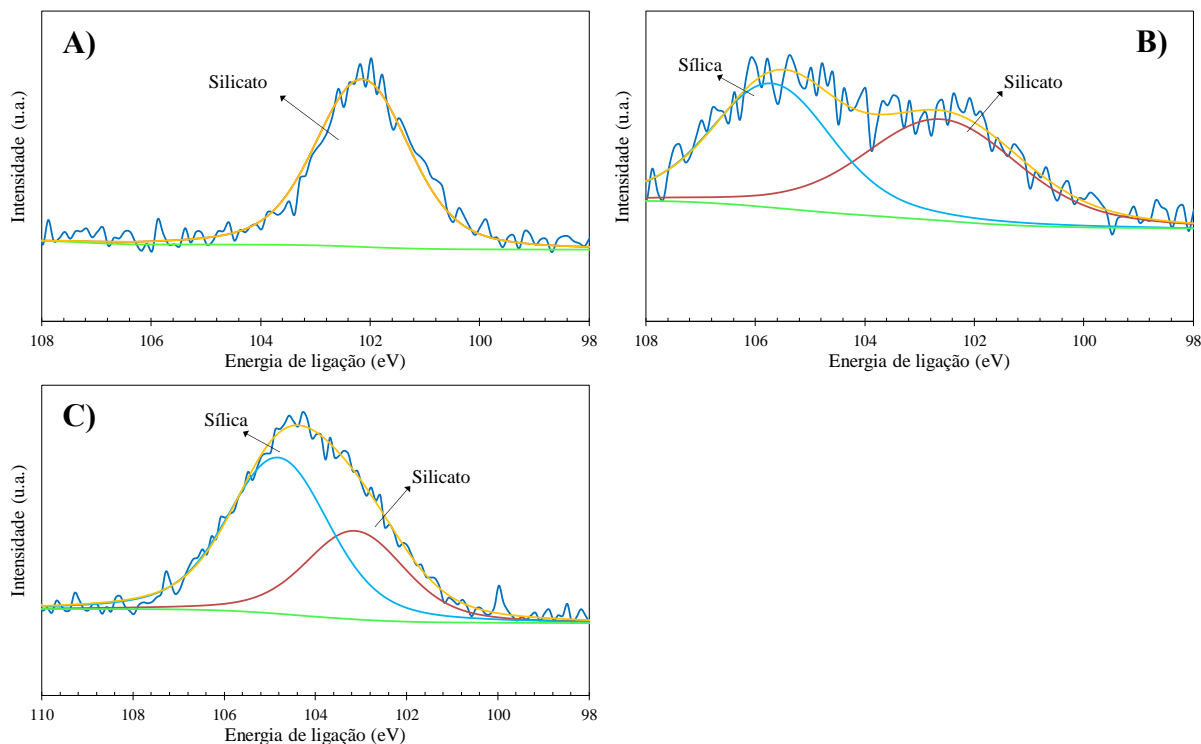 A)
Silicato
Intensidade (u.a.)
108 106 104 102 100 98
Energia de ligação (eV)
B)
Sílica
Silicato
Intensidade (u.a.)
108 106 104 102 100 98
Energia de ligação (eV)
C)
Sílica
Silicato
Intensidade (u.a.)
110 108 106 104 102 100 98
Energia de ligação (eV)